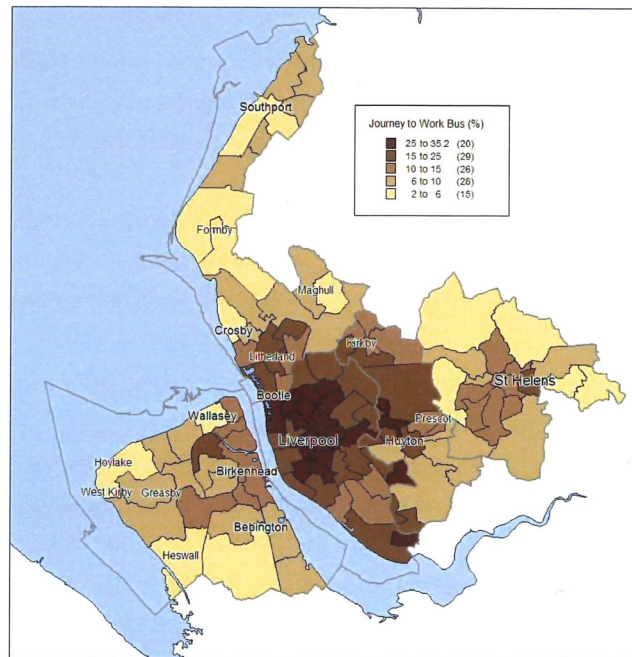 Southport
Journey to Work Bus (%)
25 to 35.2 (20)
15 to 25 (29)
10 to 15 (26)
6 to 10 (28)
2 to 6 (15)
Formby
Maghull
Crosby
Litherland
Kirkby
St Helens
Bootle
Wallasey
Prescot
Liverpool
Huyton
Hoylake
Birkenhead
West Kirby
Greasby
Bebington
Heswall